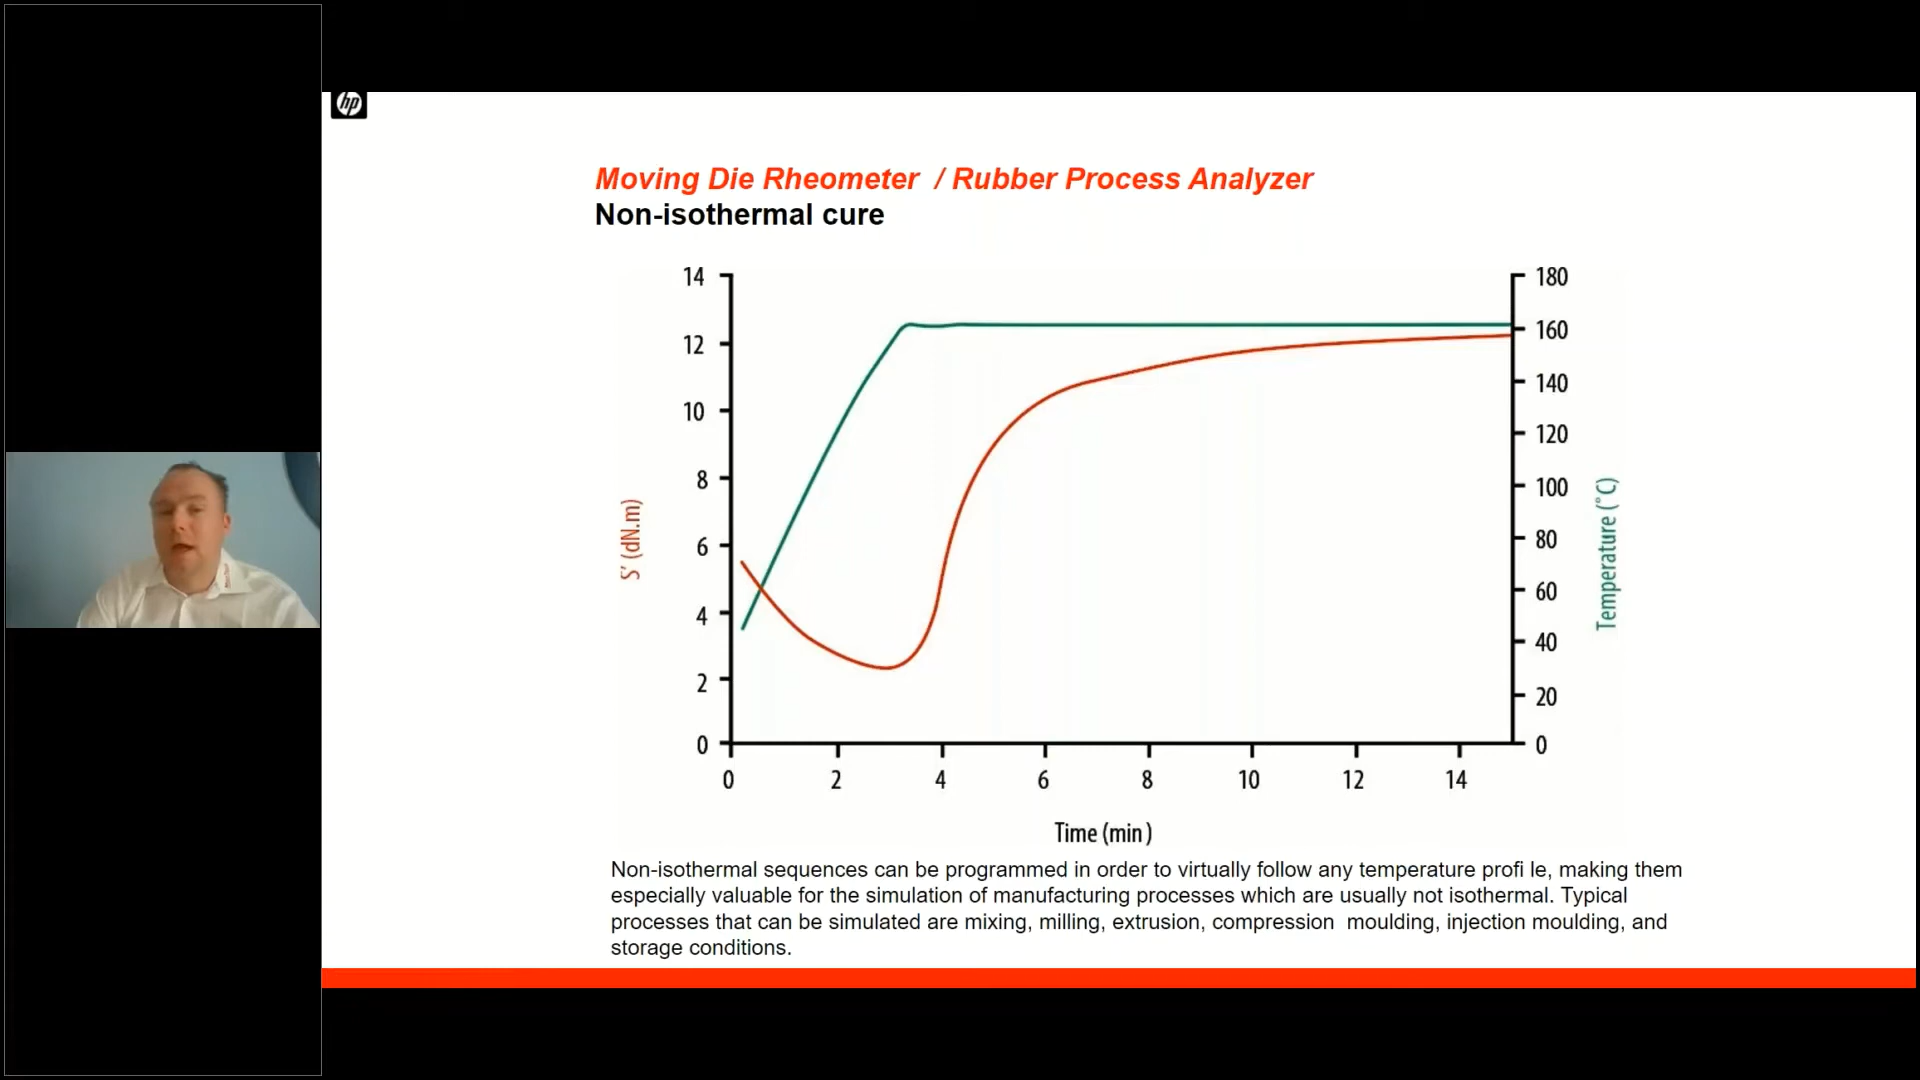 hp
Moving Die Rheometer / Rubber Process Analyzer
Non-isothermal cure
14
12
10
8
6
4
2
0
S' (dN.m)
180
160
140
120
100
80
60
40
20
0
Temperature (°C)
0 2 4 6 8 10 12 14
Time (min)
Non-isothermal sequences can be programmed in order to virtually follow any temperature profi le, making them
especially valuable for the simulation of manufacturing processes which are usually not isothermal. Typical
processes that can be simulated are mixing, milling, extrusion, compression moulding, injection moulding, and
storage conditions.